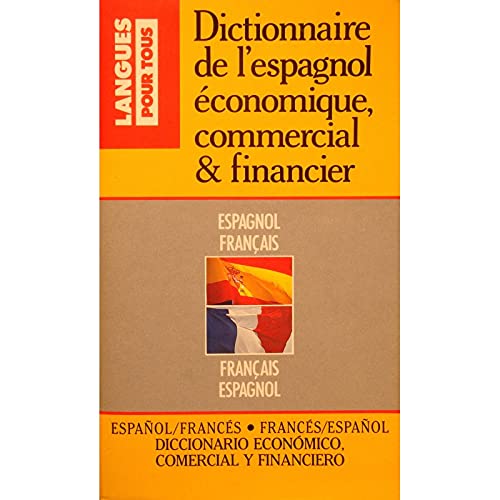 LANGUES
POUR TOUS
Dictionnaire
de l'espagnol
économique,
commercial
& financier
ESPAGNOL
FRANÇAIS
FRANÇAIS
ESPAGNOL
ESPAÑOL/FRANCÉS • FRANCÉS/ESPAÑOL
DICCIONARIO ECONÓMICO,
COMERCIAL Y FINANCIERO